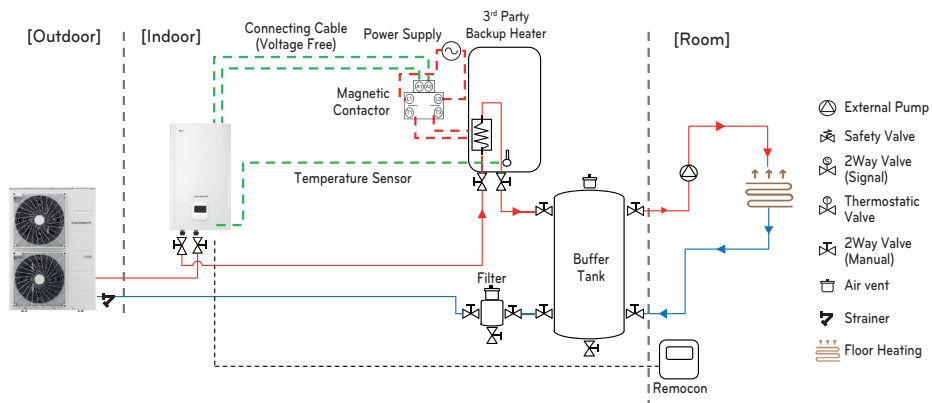 [Outdoor]
[Indoor]
Connecting Cable
(Voltage Free)
Power Supply
3rd Party
Backup Heater
[Room]
A1 A2
Magnetic
Contactor
Temperature Sensor
Buffer
Tank
Filter
Remocon
External Pump
Safety Valve
2Way Valve
(Signal)
Thermostatic
Valve
2Way Valve
(Manual)
Air vent
Strainer
Floor Heating